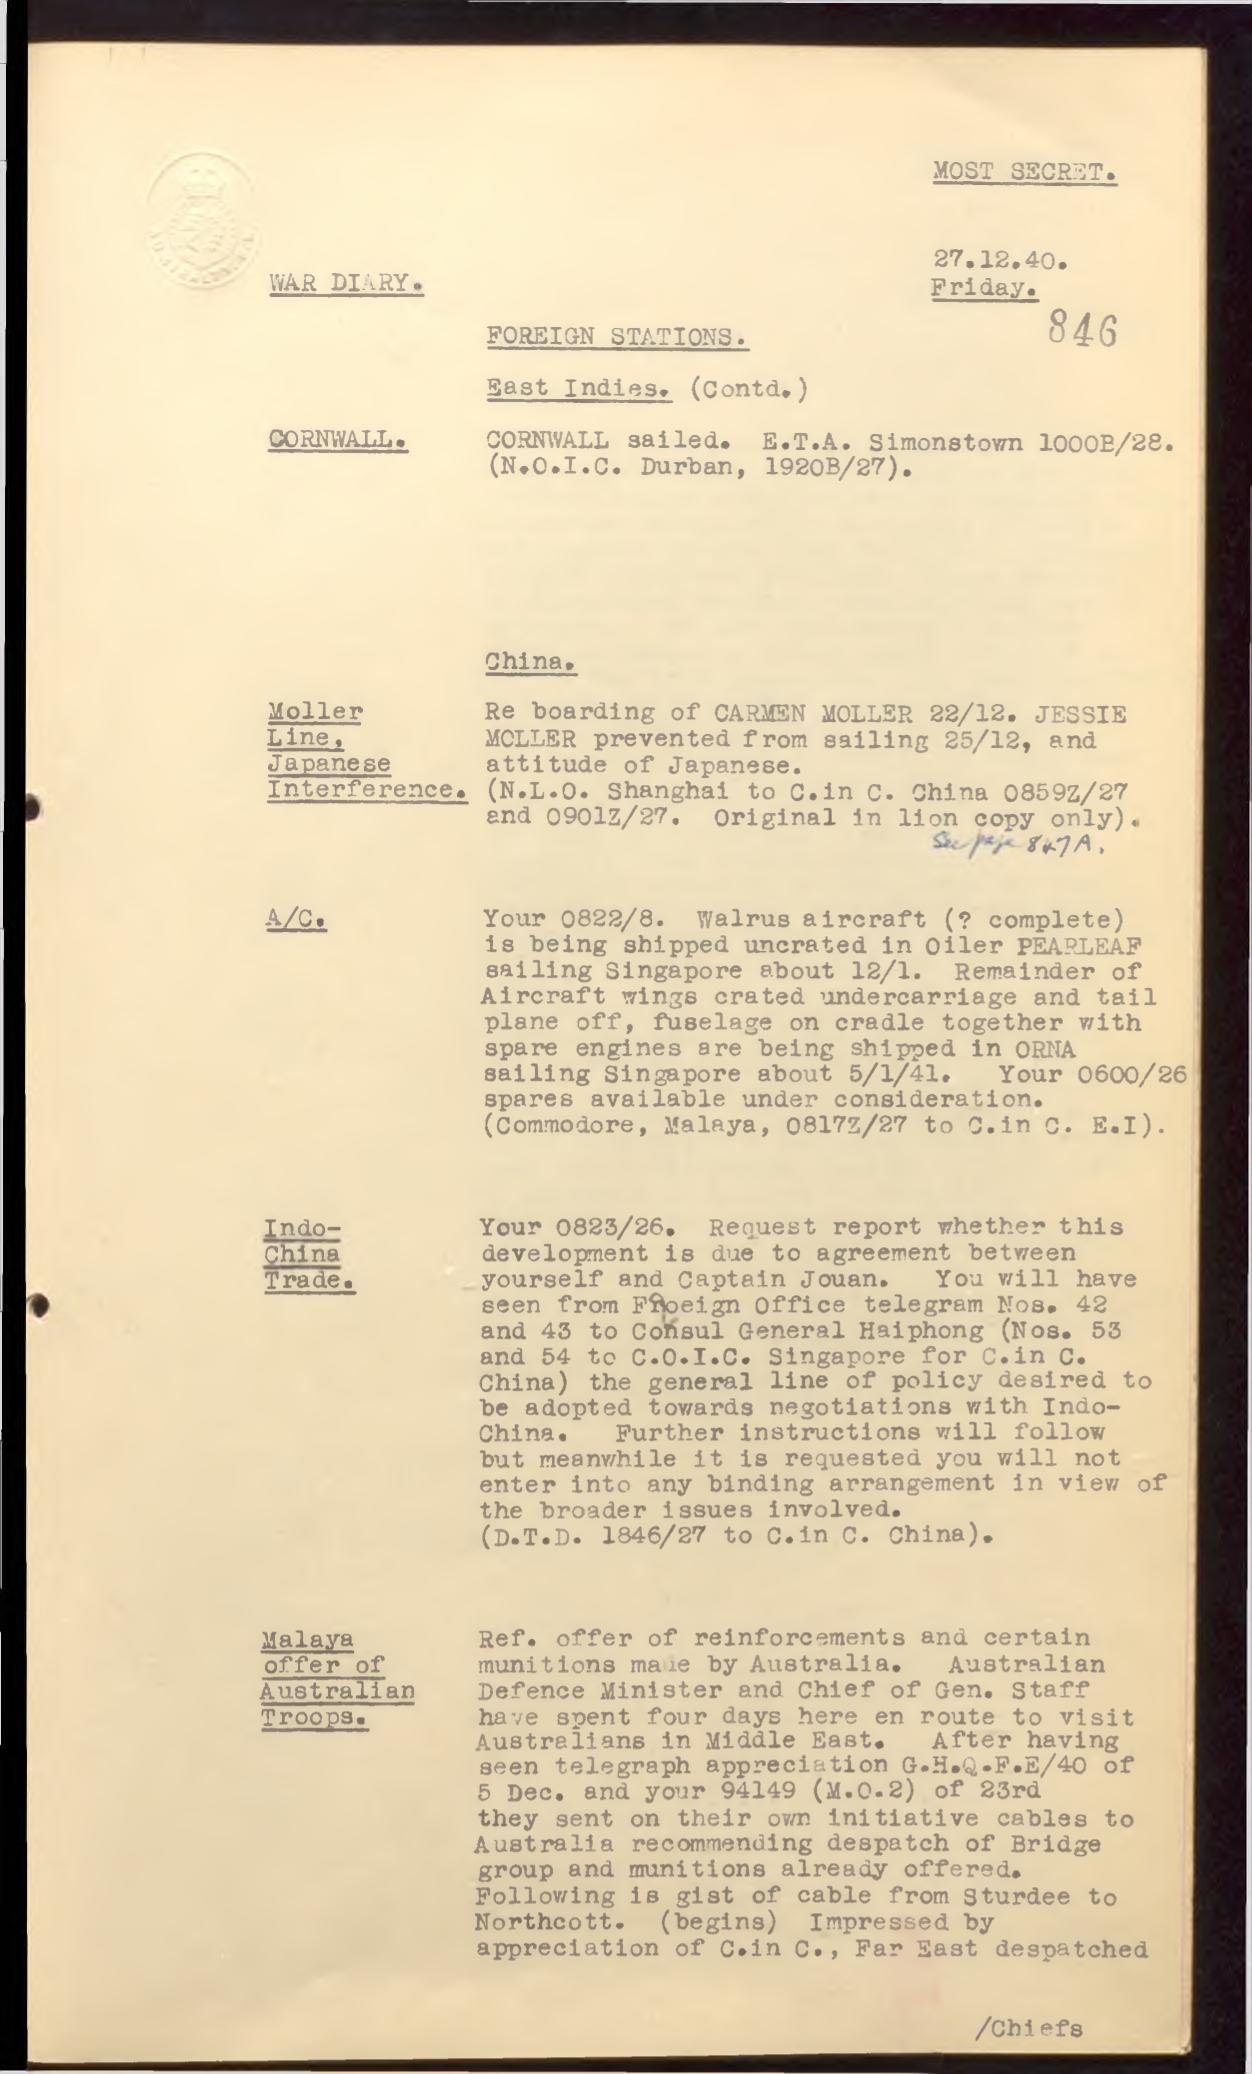 MOST SECRET.
27.12.40.
WAR DIARY.
Friday.
846
FOREIGN STATIONS.
East Indies. (Contd.)
CORNWALL.
CORNWALL sailed. E.T.A. Simonstown 1000B/28.
(N.O.I.C. Durban, 1920B/27).
China.
Moller
Line,
Japanese
Interference.
Re boarding of CARMEN MOLLER 22/12. JESSIE
MOLLER prevented from sailing 25/12, and
attitude of Japanese.
(N.L.O. Shanghai to C.in C. China 0859Z/27
and 0901Z/27. Original in lion copy only).
See page 847A.
A/C.
Your 0822/8. Walrus aircraft (? complete)
is being shipped uncrated in Oiler PEARLEAF
sailing Singapore about 12/1. Remainder of
Aircraft wings crated undercarriage and tail
plane off, fuselage on cradle together with
spare engines are being shipped in ORNA
sailing Singapore about 5/1/41. Your 0600/26
spares available under consideration.
(Commodore, Malaya, 0817Z/27 to C.in C. E.I).
Indo-
China
Trade.
Your 0823/26. Request report whether this
development is due to agreement between
yourself and Captain Jouan. You will have
seen from Froeign Office telegram Nos. 42
and 43 to Consul General Haiphong (Nos. 53
and 54 to C.O.I.C. Singapore for C.in C.
China) the general line of policy desired to
be adopted towards negotiations with Indo-
China. Further instructions will follow
but meanwhile it is requested you will not
enter into any binding arrangement in view of
the broader issues involved.
(D.T.D. 1846/27 to C.in C. China).
Malaya
offer of
Australian
Troops.
Ref. offer of reinforcements and certain
munitions made by Australia. Australian
Defence Minister and Chief of Gen. Staff
have spent four days here en route to visit
Australians in Middle East. After having
seen telegraph appreciation G.H.Q.F.E/40 of
5 Dec. and your 94149 (M.O.2) of 23rd
they sent on their own initiative cables to
Australia recommending despatch of Bridge
group and munitions already offered.
Following is gist of cable from Sturdee to
Northcott. (begins) Impressed by
appreciation of C.in C., Far East despatched
/Chiefs